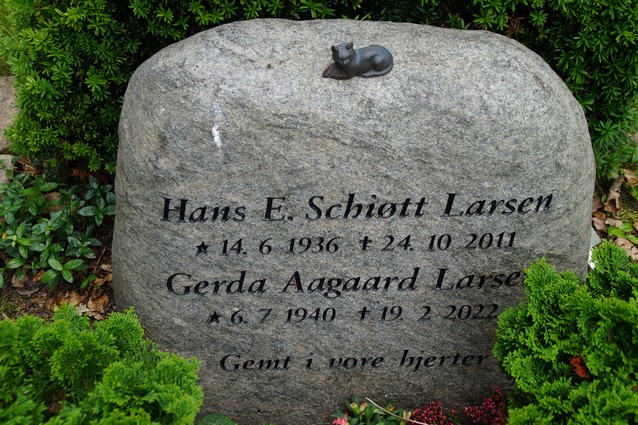 Hans E. Schiøtt Larsen
★ 14. 6 1936 ✝ 24. 10 2011
Gerda Aagaard Larsen
★ 6. 7 1940 ✝ 19. 2 2022
Gemt i vore hjerter